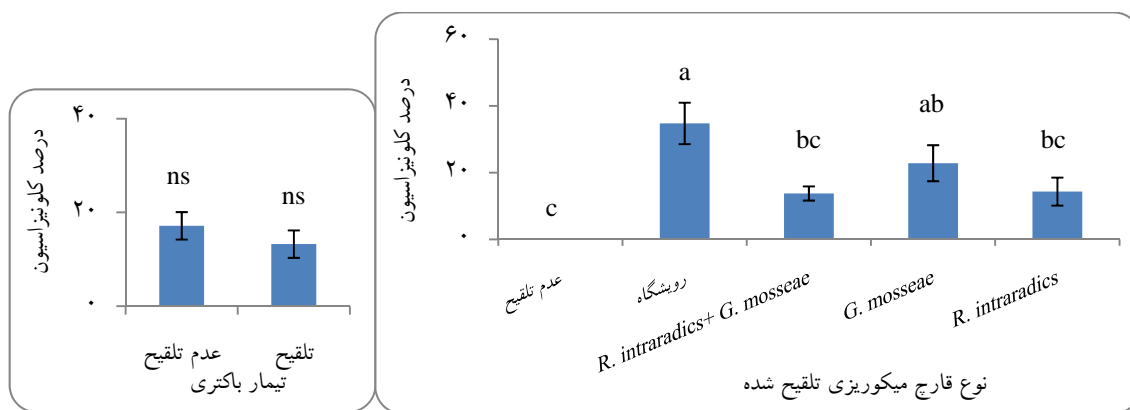 ۴۰
۲۰
۰
درصد کلونیزاسیون
ns
ns
عدم تلقیح
تلقیح
تیمار باکتری
۶۰
۴۰
۲۰
۰
درصد کلونیزاسیون
c
a
bc
ab
bc
عدم تلقیح
رویشگاه
R. intraradics+ G. mosseae
G. mosseae
R. intraradics
نوع قارچ میکوریزی تلقیح شده